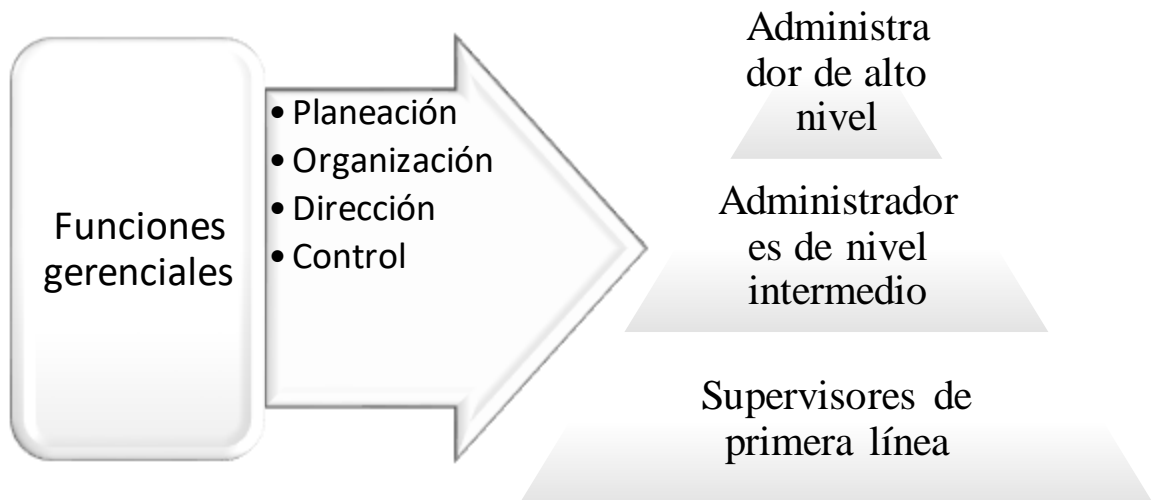 Funciones
gerenciales
• Planeación
• Organización
• Dirección
• Control
Administra
dor de alto
nivel
Administrador
es de nivel
intermedio
Supervisores de
primera línea